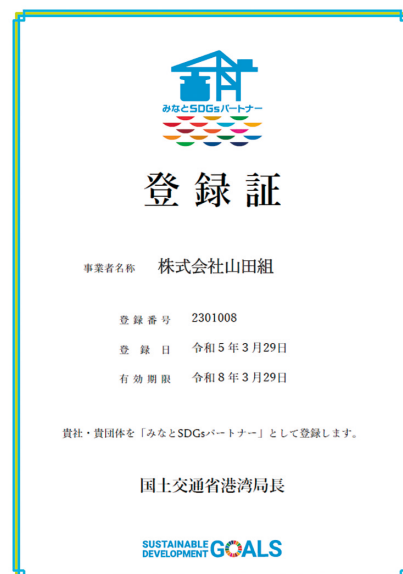 みなとSDGsパートナー
登録証
事業者名称 株式会社山田組
登録番号 2301008
登録日 令和5年3月29日
有効期限 令和8年3月29日
貴社・貴団体を「みなとSDGsパートナー」として登録します。
国土交通省港湾局長
SUSTAINABLE
DEVELOPMENT GOALS